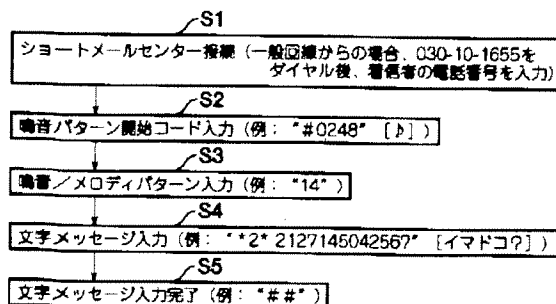 S1
ショートメールセンター接続（一般回線からの場合、030-10-1655を
ダイヤル後、着信者の電話番号を入力）
S2
鳴音パターン開始コード入力（例：“#0248” [♪]）
S3
鳴音／メロディパターン入力（例：“14”）
S4
文字メッセージ入力（例：“*2*2127145042567” [イマドコ?]）
S5
文字メッセージ入力完了（例：“##”）